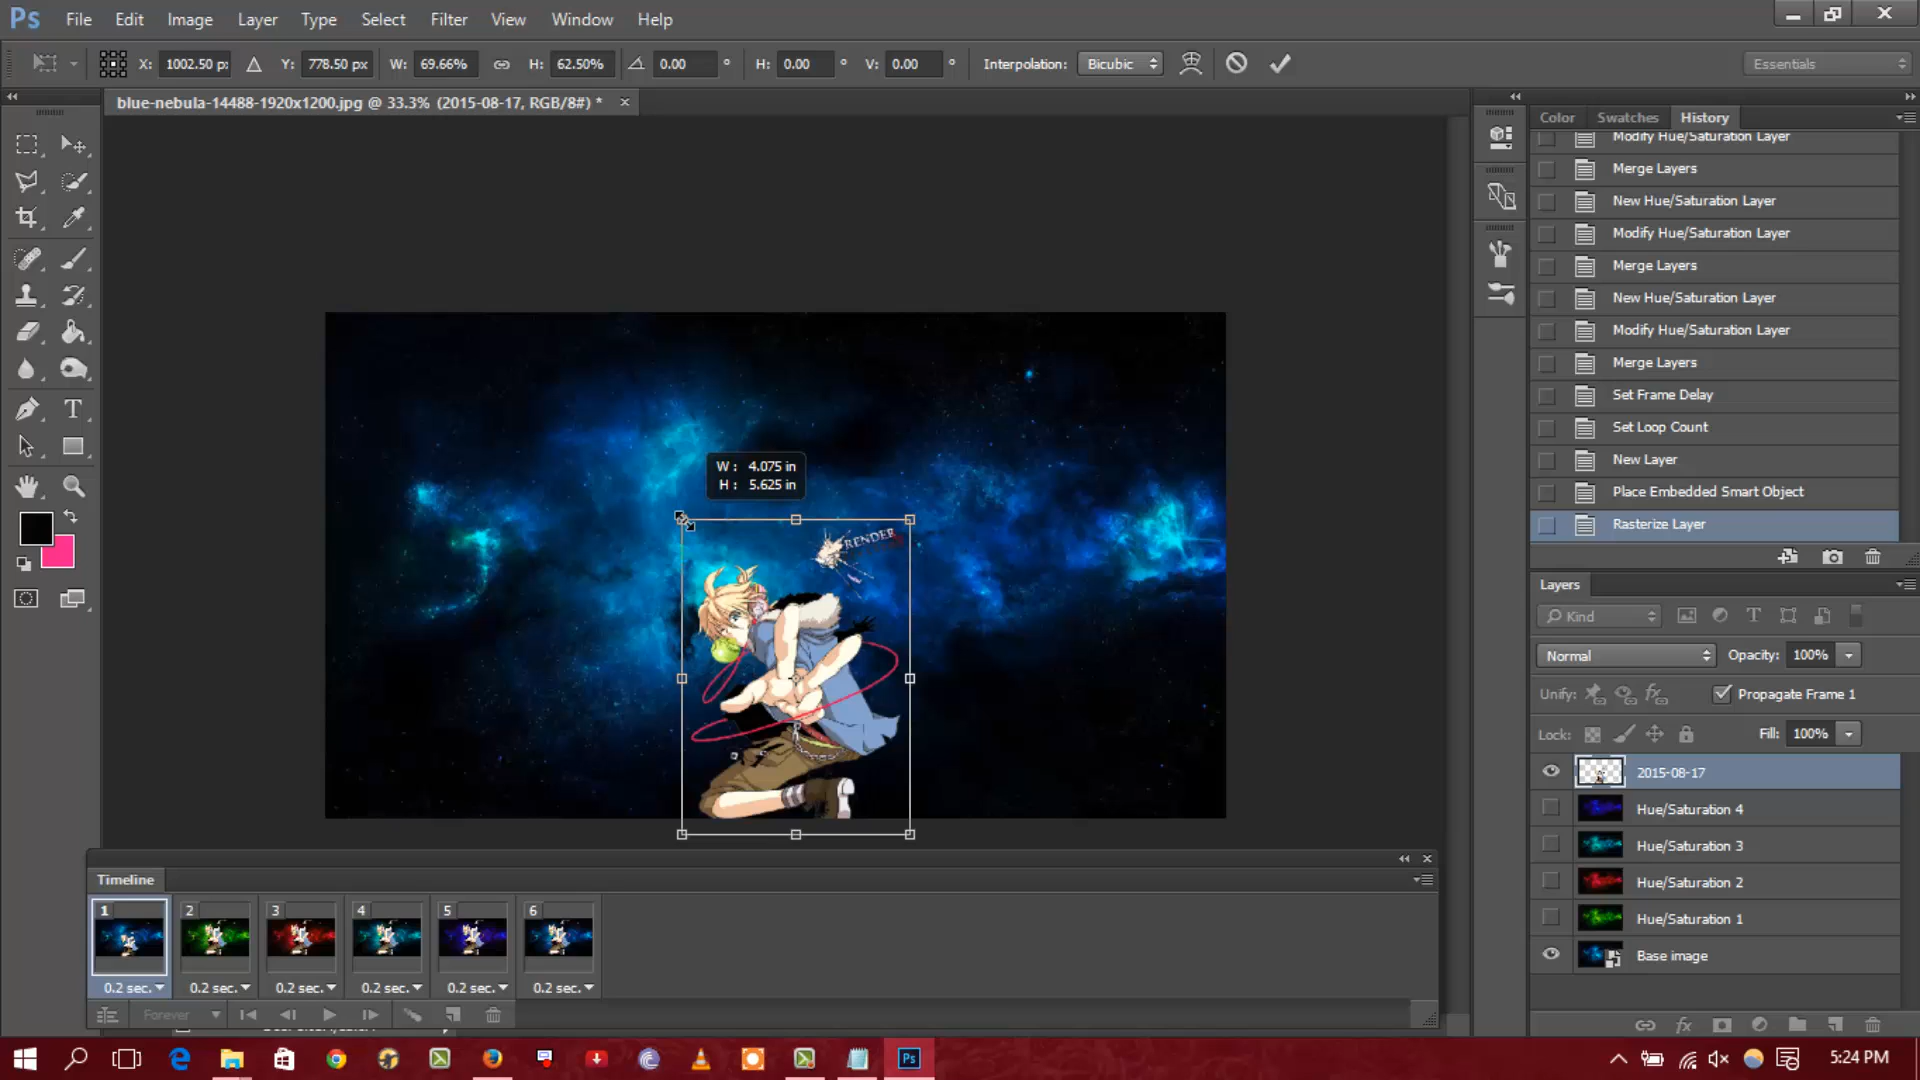 Ps File Edit Image Layer Type Select Filter View Window Help
X: 1002.50 px Y: 778.50 px W: 69.66% H: 62.50% 0.00 ° H: 0.00 ° V: 0.00 ° Interpolation: Bicubic Essentials
blue-nebula-14488-1920x1200.jpg @ 33.3% (2015-08-17, RGB/8#) *
Color Swatches History
Modify Hue/Saturation Layer
Merge Layers
New Hue/Saturation Layer
Modify Hue/Saturation Layer
Merge Layers
New Hue/Saturation Layer
Modify Hue/Saturation Layer
Merge Layers
Set Frame Delay
Set Loop Count
New Layer
Place Embedded Smart Object
Rasterize Layer
W: 4.075 in
H: 5.625 in
RENDER
Layers
Kind
Normal Opacity: 100%
Unify: Propagate Frame 1
Lock: Fill: 100%
2015-08-17
Hue/Saturation 4
Hue/Saturation 3
Hue/Saturation 2
Hue/Saturation 1
Base image
Timeline
1 2 3 4 5 6
0.2 sec. 0.2 sec. 0.2 sec. 0.2 sec. 0.2 sec. 0.2 sec.
Forever
Ps 5:24 PM